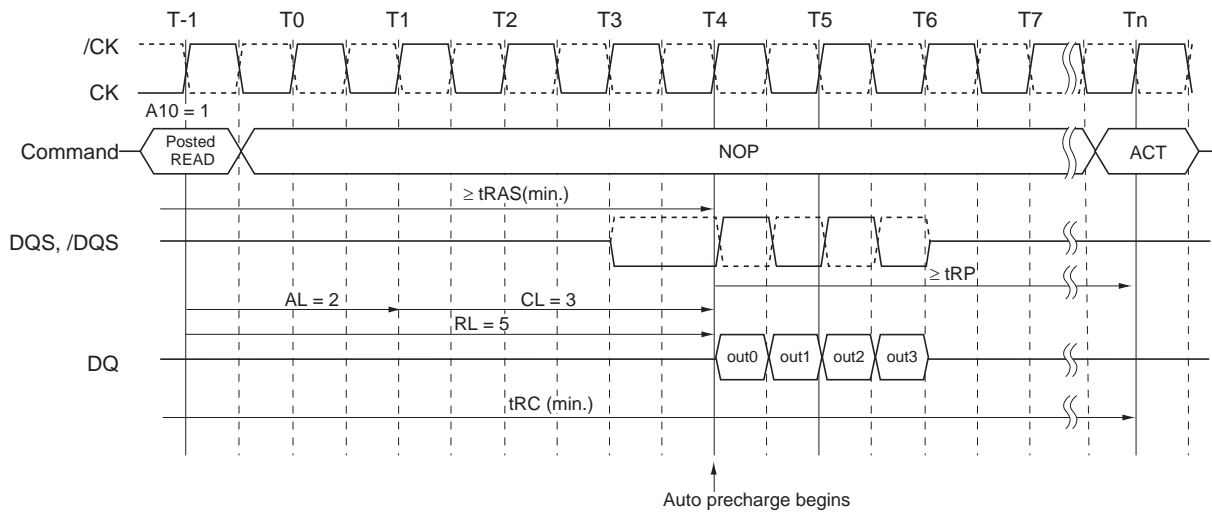 T-1 T0 T1 T2 T3 T4 T5 T6 T7 Tn
/CK
CK
A10 = 1
Command
Posted
READ
NOP
ACT
≥ tRAS(min.)
DQS, /DQS
≥ tRP
AL = 2
CL = 3
RL = 5
DQ
out0 out1 out2 out3
tRC (min.)
Auto precharge begins